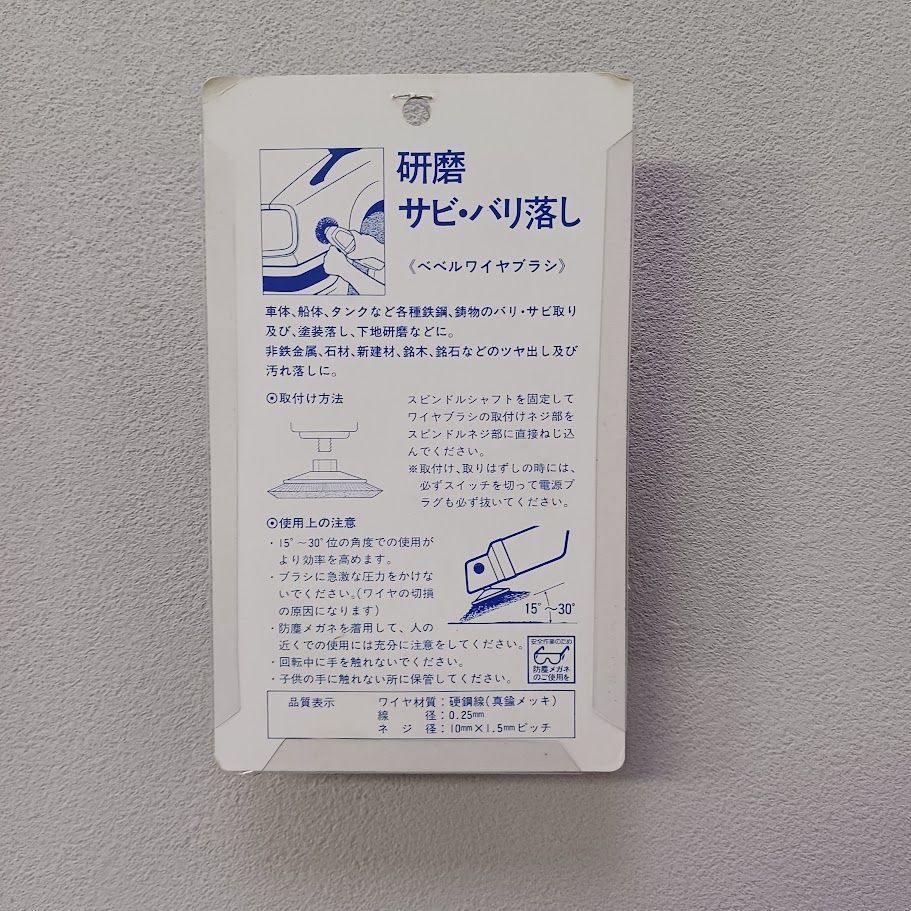 研磨
サビ・バリ落し
《ベベルワイヤブラシ》
車体、船体、タンクなど各種鉄鋼、鋳物のバリ・サビ取り
及び、塗装落し、下地研磨などに。
非鉄金属、石材、新建材、銘木、銘石などのツヤ出し及び
汚れ落しに。
⦿取付け方法
スピンドルシャフトを固定して
ワイヤブラシの取付けネジ部を
スピンドルネジ部に直接ねじ込
んでください。
※取付け、取りはずしの時には、
必ずスイッチを切って電源プ
ラグも必ず抜いてください。
⦿使用上の注意
・15°～30°位の角度での使用が
より効率を高めます。
・ブラシに急激な圧力をかけな
いでください。(ワイヤの切損
の原因になります)
・防塵メガネを着用して、人の
近くでの使用には充分に注意をしてください。
・回転中に手を触れないでください。
・子供の手に触れない所に保管してください。
15°～30°
安全作業のため
防塵メガネ
のご使用を
品質表示 ワイヤ材質：硬鋼線(真鍮メッキ)
線 径：0.25mm
ネジ径：10mm×1.5mmピッチ